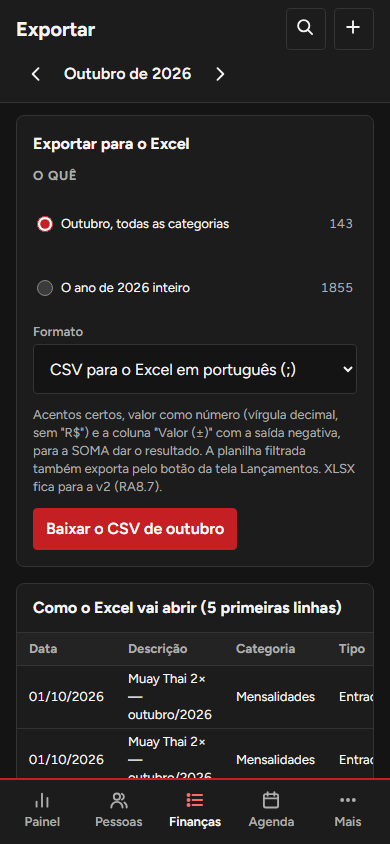 Exportar
Outubro de 2026
Exportar para o Excel
O QUÊ
Outubro, todas as categorias 143
O ano de 2026 inteiro 1855
Formato
CSV para o Excel em português (;)
Acentos certos, valor como número (vírgula decimal,
sem "R$") e a coluna "Valor (±)" com a saída negativa,
para a SOMA dar o resultado. A planilha filtrada
também exporta pelo botão da tela Lançamentos. XLSX
fica para a v2 (RA8.7).
Baixar o CSV de outubro
Como o Excel vai abrir (5 primeiras linhas)
Data Descrição Categoria Tipo
Muay Thai 2×
01/10/2026 — Mensalidades
outubro/2026
Muay Thai 2×
01/10/2026 — Mensalidades
outubro/2026
Painel Pessoas Finanças Agenda Mais